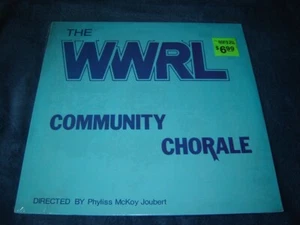 THE
WWRL
$6.99
COMMUNITY
CHORALE
DIRECTED BY Phyliss McKoy Joubert